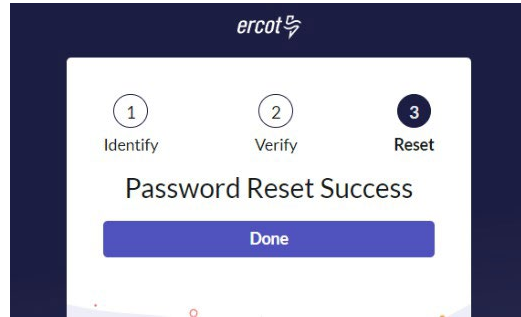 ercot
1 2 3
Identify Verify Reset
Password Reset Success
Done